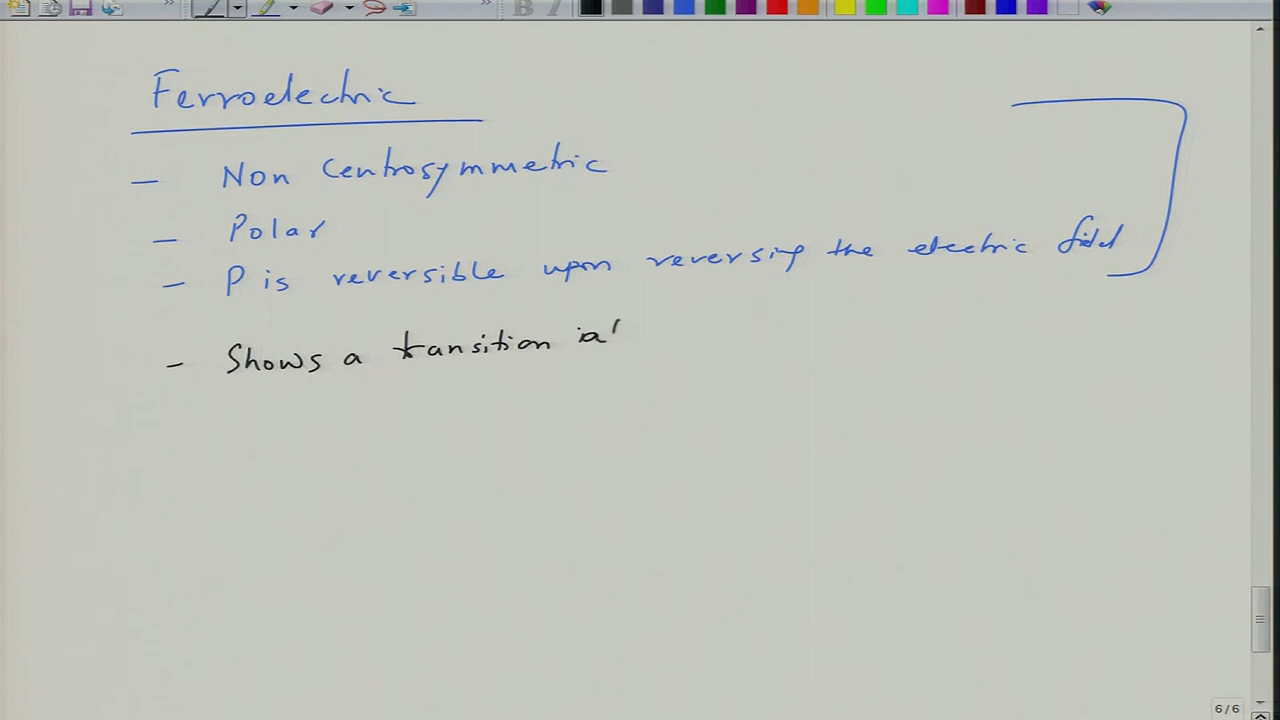 Ferroelectric
- Non Centrosymmetric
- Polar
- P is reversible upon reversing the electric field
- Shows a transition
6/6